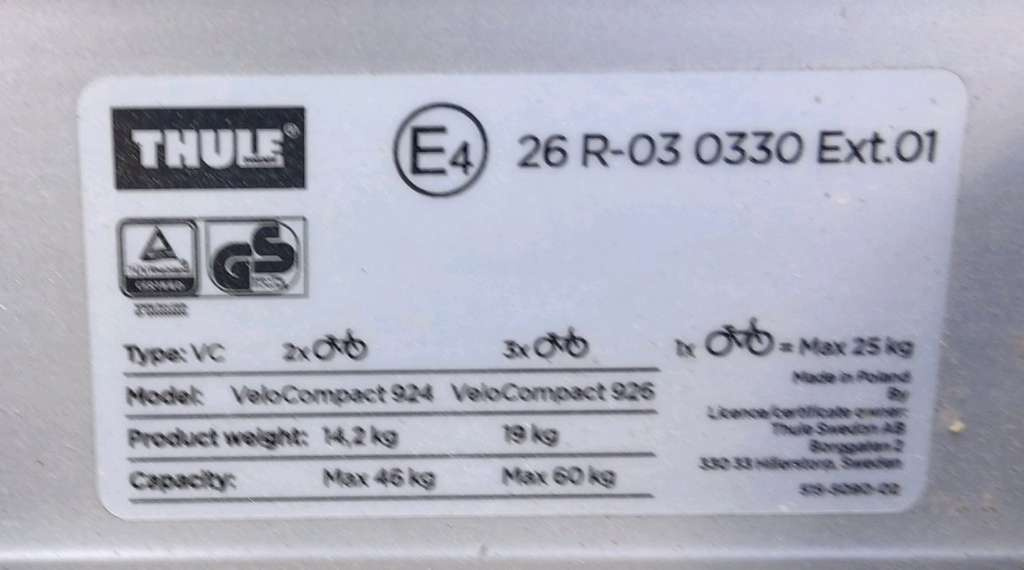 THULE®
E4 26 R-03 0330 Ext.01
GS
Type: VC 2x 3x 1x = Max 25 kg
Model: VeloCompact 924 VeloCompact 926
Product weight: 14,2 kg 19 kg
Capacity: Max 46 kg Max 60 kg
Made in Poland
By
Licence/certificate owner:
Thule Sweden AB
Borggatan 2
330 33 Hillerstorp, Sweden